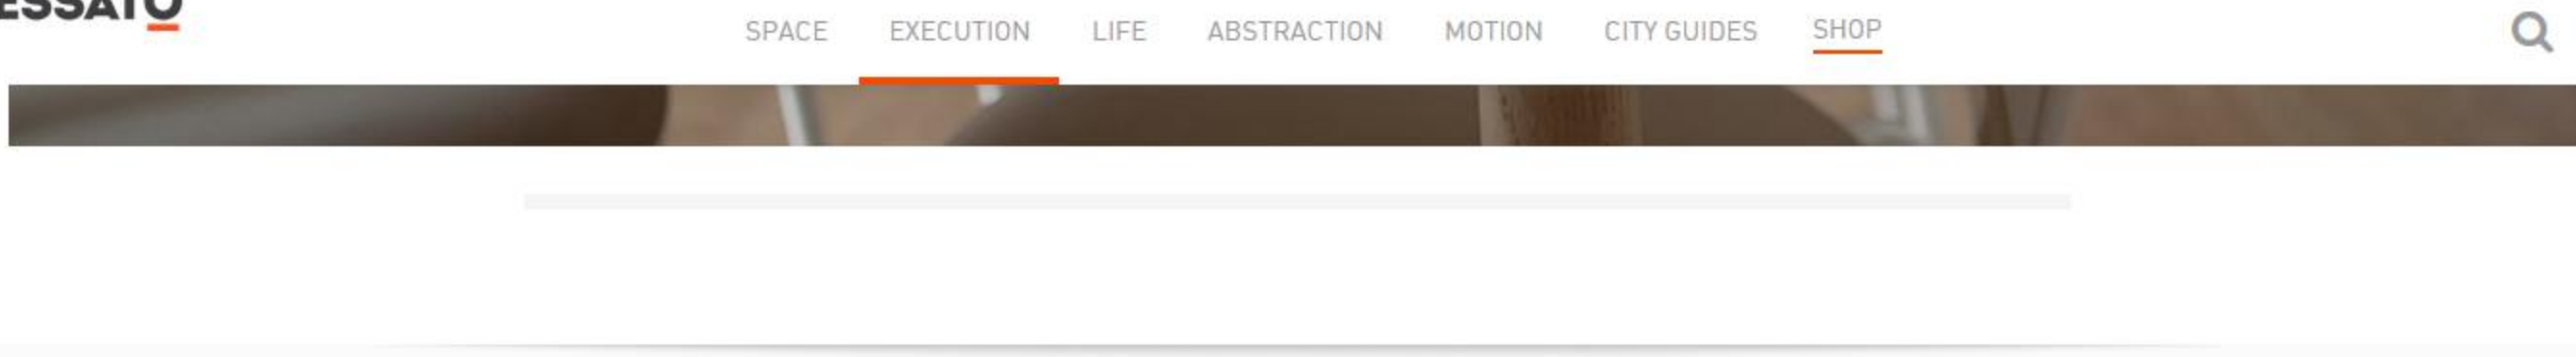 ESSATO
SPACE EXECUTION LIFE ABSTRACTION MOTION CITY GUIDES SHOP